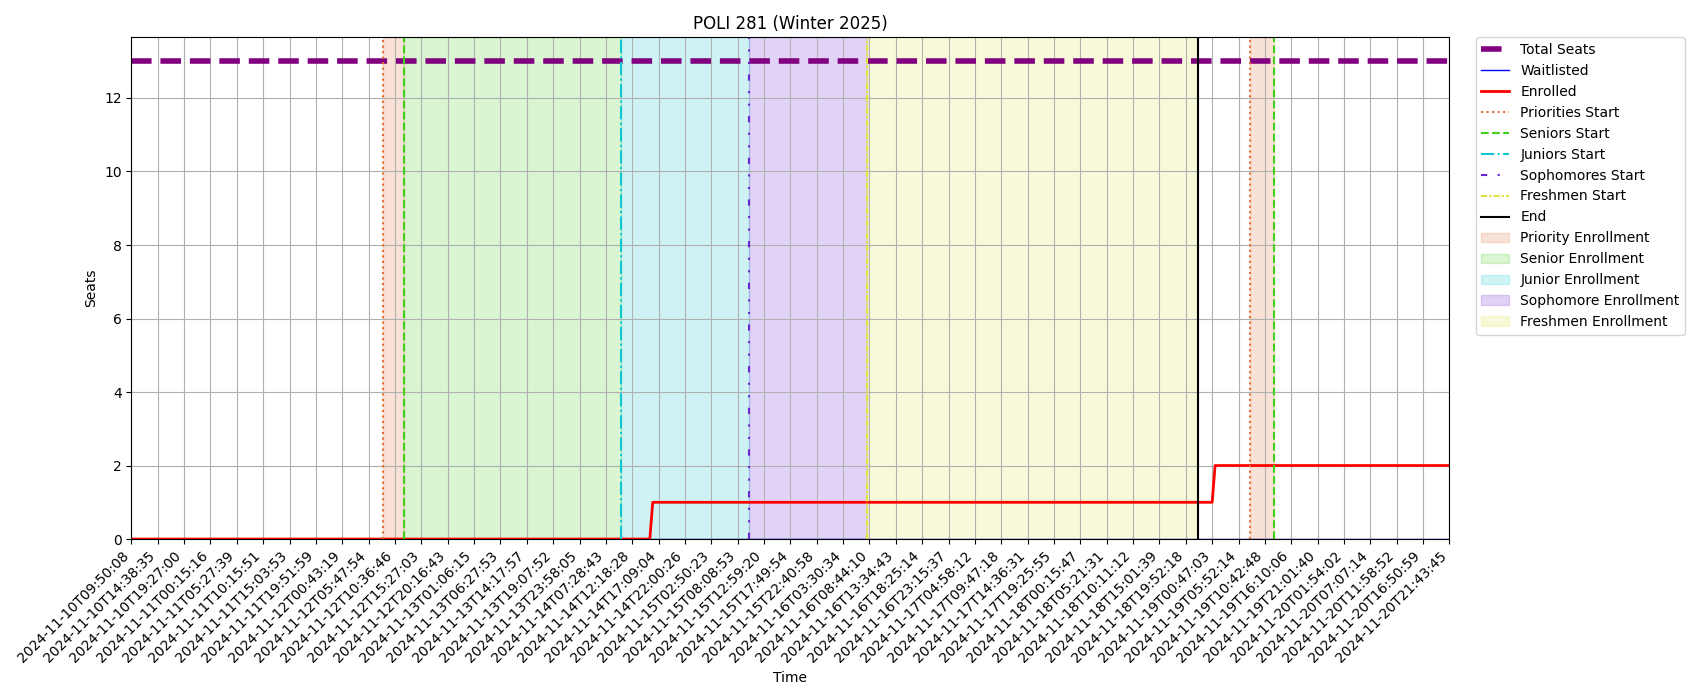 POLI 281 (Winter 2025)
Total Seats
Waitlisted
Enrolled
Priorities Start
Seniors Start
Juniors Start
Sophomores Start
Freshmen Start
End
Priority Enrollment
Senior Enrollment
Junior Enrollment
Sophomore Enrollment
Freshmen Enrollment
Seats
12
10
8
6
4
2
0
2024-11-10T09:50:08
2024-11-10T14:38:35
2024-11-10T19:27:00
2024-11-11T00:15:16
2024-11-11T05:27:39
2024-11-11T10:15:51
2024-11-11T15:03:53
2024-11-11T19:51:59
2024-11-12T00:43:19
2024-11-12T05:47:54
2024-11-12T10:36:46
2024-11-12T15:27:03
2024-11-12T20:16:43
2024-11-13T01:06:15
2024-11-13T06:27:53
2024-11-13T14:17:57
2024-11-13T19:07:52
2024-11-13T23:58:05
2024-11-14T07:28:43
2024-11-14T12:18:28
2024-11-14T17:09:04
2024-11-14T22:00:26
2024-11-15T02:50:23
2024-11-15T08:08:53
2024-11-15T12:59:20
2024-11-15T17:49:54
2024-11-15T22:40:58
2024-11-16T03:30:34
2024-11-16T08:44:10
2024-11-16T13:34:43
2024-11-16T18:25:14
2024-11-16T23:15:37
2024-11-17T04:58:12
2024-11-17T09:47:18
2024-11-17T14:36:31
2024-11-17T19:25:55
2024-11-18T00:15:47
2024-11-18T05:21:31
2024-11-18T10:11:12
2024-11-18T15:01:39
2024-11-18T19:52:18
2024-11-19T00:47:03
2024-11-19T05:52:14
2024-11-19T10:42:48
2024-11-19T16:10:06
2024-11-19T21:01:40
2024-11-20T01:54:02
2024-11-20T07:07:14
2024-11-20T11:58:52
2024-11-20T16:50:59
2024-11-20T21:43:45
Time